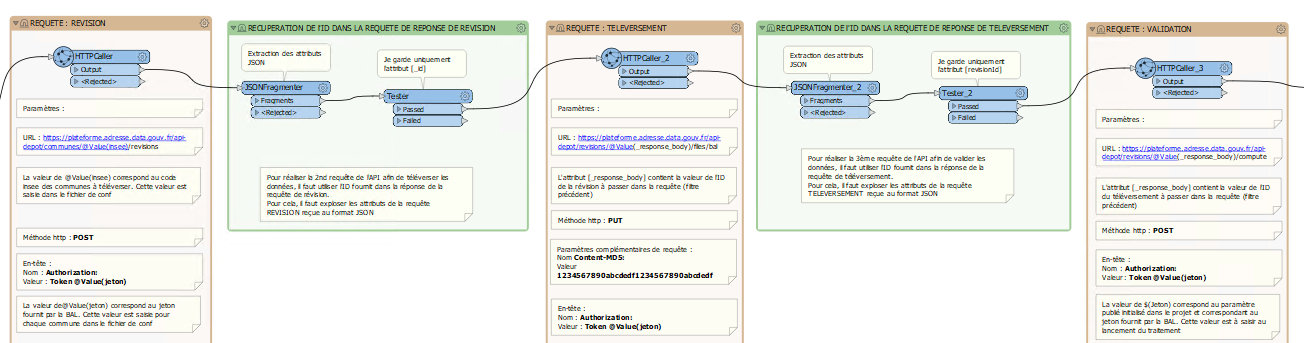 REQUETE : REVISION
HTTPCaller
Output
<Rejected>
Paramètres :
URL : https://plateforme.adresse.data.gouv.fr/api-
depot/communes/@Value(insee)/revisions
La valeur de @Value(insee) correspond au code
insee des communes à téléverser. Cette valeur est
saisie dans le fichier de conf
Méthode http : POST
En-tête :
Nom : Authorization:
Valeur : Token @Value(jeton)
La valeur de@Value(jeton) correspond au jeton
fournit par la BAL. Cette valeur est saisie pour
chaque commune dans le fichier de conf
RECUPERATION DE l'ID DANS LA REQUETE DE REPONSE DE REVISION
Extraction des attributs
JSON
Je garde uniquement
l'attribut [_id]
JSONFragmenter
Fragments
<Rejected>
Tester
Passed
Failed
Pour réaliser la 2nd requête de l'API afin de téléverser les
données, il faut utiliser l'ID fournit dans la réponse de la
requête de révision.
Pour cela, il faut exploser les attributs de la requête
REVISION reçue au format JSON
REQUETE : TELEVERSEMENT
HTTPCaller_2
Output
<Rejected>
Paramètres :
URL : https://plateforme.adresse.data.gouv.fr/api-
depot/revisions/@Value(_response_body)/files/bal
L'attribut [_response_body] contient la valeur de l'ID
de la révision à passer dans la requête (filtre
précédent)
Méthode http : PUT
Paramètres complémentaires de requête :
Nom Content-MD5:
Valeur
1234567890abcdedf1234567890abcdedf
En-tête :
Nom : Authorization:
Valeur : Token @Value(jeton)
RECUPERATION DE l'ID DANS LA REQUETE DE REPONSE DE TELEVERSEMENT
Extraction des attributs
JSON
Je garde uniquement
l'attribut [revisionId]
JSONFragmenter_2
Fragments
<Rejected>
Tester_2
Passed
Failed
Pour réaliser la 3ème requête de l'API afin de valider les
données, il faut utiliser l'ID fournit dans la réponse de la
requête de téléversement.
Pour cela, il faut exploser les attributs de la requête
TELEVERSEMENT reçue au format JSON
REQUETE : VALIDATION
HTTPCaller_3
Output
<Rejected>
Paramètres :
URL : https://plateforme.adresse.data.gouv.fr/api-
depot/revisions/@Value(_response_body)/compute
L'attribut [_response_body] contient la valeur de l'ID
du téléversement à passer dans la requête (filtre
précédent)
Méthode http : POST
En-tête :
Nom : Authorization:
Valeur : Token @Value(jeton)
La valeur de $(Jeton) correspond au paramètre
publié initialisé dans le projet et correspondant au
jeton fournit par la BAL. Cette valeur est à saisir au
lancement du traitement